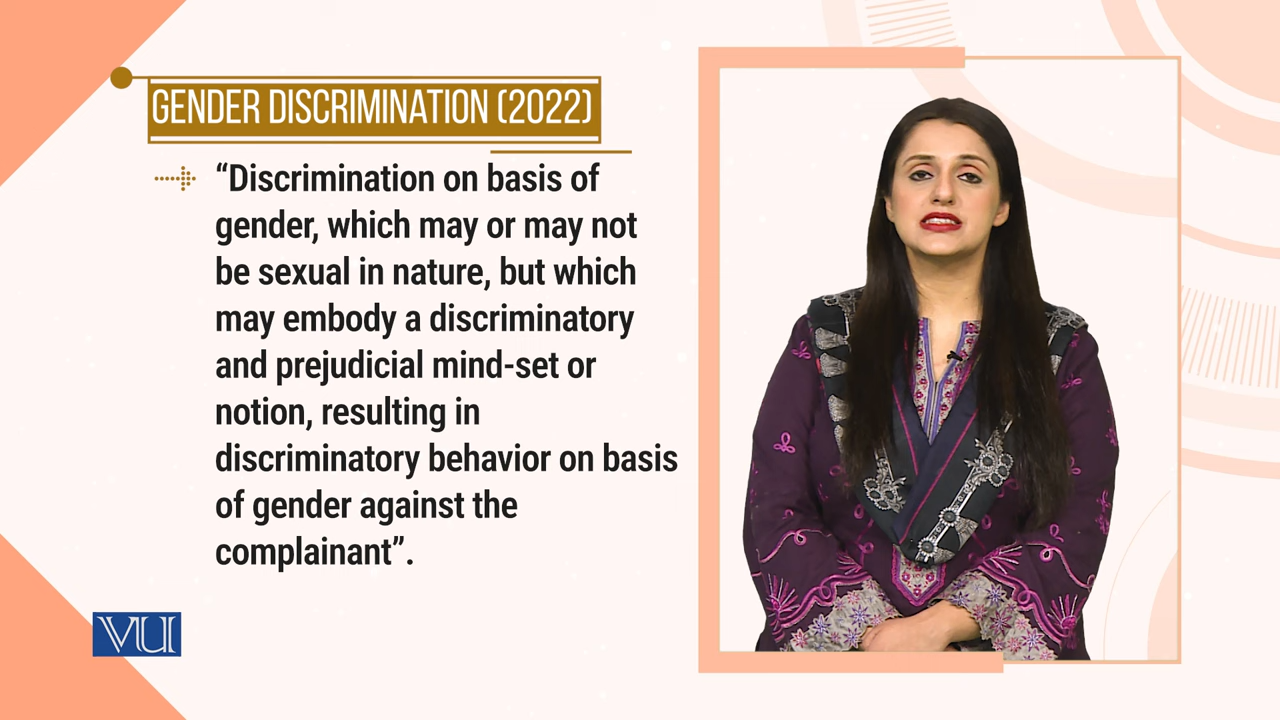 GENDER DISCRIMINATION (2022)
“Discrimination on basis of
gender, which may or may not
be sexual in nature, but which
may embody a discriminatory
and prejudicial mind-set or
notion, resulting in
discriminatory behavior on basis
of gender against the
complainant”.
VU